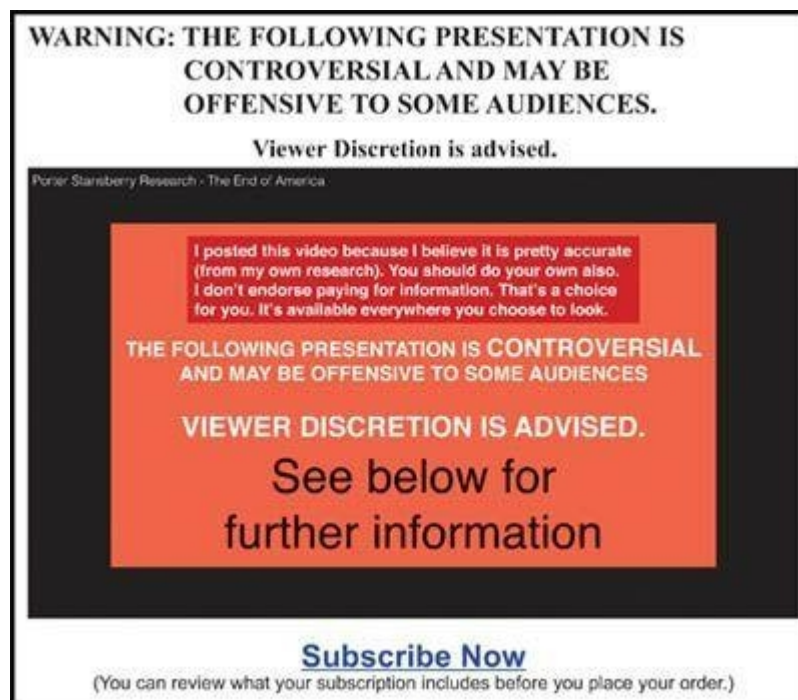 WARNING: THE FOLLOWING PRESENTATION IS
CONTROVERSIAL AND MAY BE
OFFENSIVE TO SOME AUDIENCES.
Viewer Discretion is advised.
Porter Stansberry Research - The End of America
I posted this video because I believe it is pretty accurate
(from my own research). You should do your own also.
I don't endorse paying for information. That's a choice
for you. It's available everywhere you choose to look.
THE FOLLOWING PRESENTATION IS CONTROVERSIAL
AND MAY BE OFFENSIVE TO SOME AUDIENCES
VIEWER DISCRETION IS ADVISED.
See below for
further information
Subscribe Now
(You can review what your subscription includes before you place your order.)